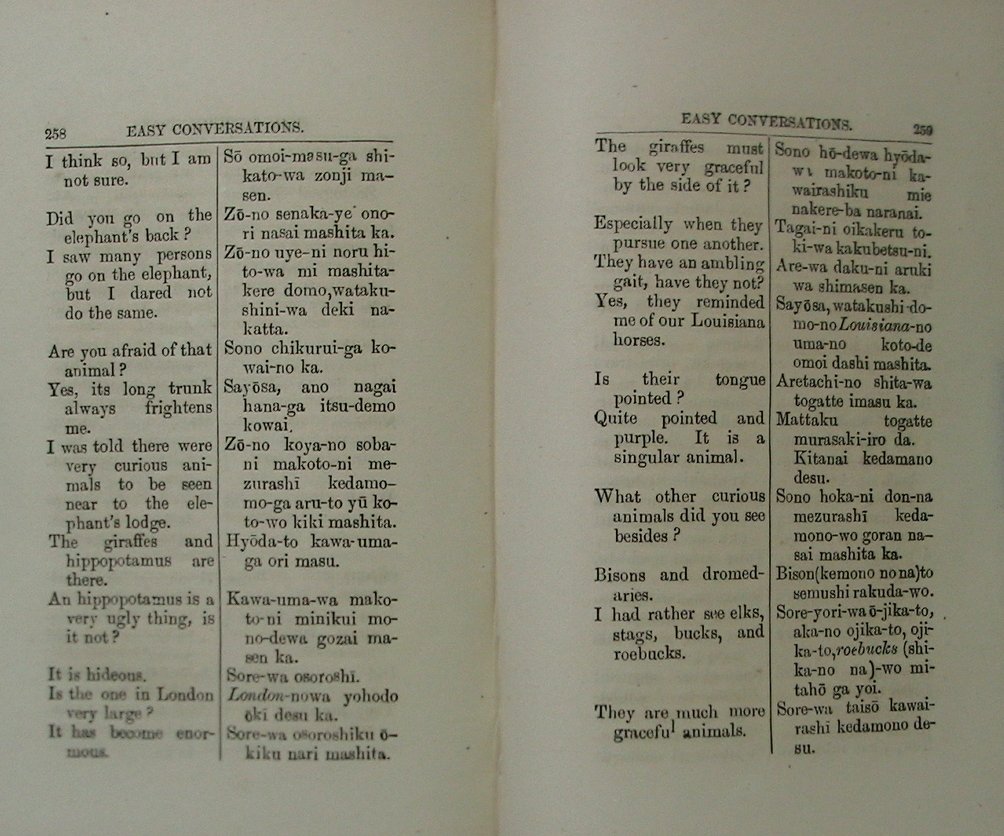 258 EASY CONVERSATIONS.
I think so, but I am
not sure.
Sō omoi-masu-ga shi-
kato-wa zonji ma-
sen.
Did you go on the
elephant's back ?
Zō-no senaka-ye ono-
ri nasai mashita ka.
I saw many persons
go on the elephant,
but I dared not
do the same.
Zō-no uye-ni noru hi-
to-wa mi mashita-
kere domo,wataku-
shini-wa deki na-
katta.
Are you afraid of that
animal ?
Sono chikurui-ga ko-
wai-no ka.
Yes, its long trunk
always frightens
me.
Sayōsa, ano nagai
hana-ga itsu-demo
kowai.
I was told there were
very curious ani-
mals to be seen
near to the ele-
phant's lodge.
Zō-no koya-no soba-
ni makoto-ni me-
zurashī kedamo-
mo-ga aru-to yū ko-
to-wo kiki mashita.
The giraffes and
hippopotamus are
there.
Hyōda-to kawa-uma-
ga ori masu.
An hippopotamus is a
very ugly thing, is
it not ?
Kawa-uma-wa mako-
to-ni minikui mo-
no-dewa gozai ma-
sen ka.
It is hideous.
Sore-wa osoroshī.
Is the one in London
very large ?
London-nowa yohodo
ōki desu ka.
It has become enor-
mous.
Sore-wa osoroshiku ō-
kiku nari mashita.
EASY CONVERSATIONS. 259
The giraffes must
look very graceful
by the side of it ?
Sono hō-dewa hyōda-
wa makoto-ni ka-
wairashiku mie
nakere-ba naranai.
Especially when they
pursue one another.
Tagai-ni oikakeru to-
ki-wa kakubetsu-ni.
They have an ambling
gait, have they not?
Are-wa daku-ni aruki
wa shimasen ka.
Yes, they reminded
me of our Louisiana
horses.
Sayōsa, watakushi-do-
mo-no Louisiana-no
uma-no koto-de
omoi dashi mashita.
Is their tongue
pointed ?
Aretachi-no shita-wa
togatte imasu ka.
Quite pointed and
purple. It is a
singular animal.
Mattaku togatte
murasaki-iro da.
Kitanai kedamano
desu.
What other curious
animals did you see
besides ?
Sono hoka-ni don-na
mezurashī keda-
mono-wo goran na-
sai mashita ka.
Bisons and dromed-
aries.
Bison(kemono no na)to
semushi rakuda-wo.
I had rather see elks,
stags, bucks, and
roebucks.
Sore-yori-wa ō-jika-to,
aka-no ojika-to, oji-
ka-to,roebucks (shi-
ka-no na)-wo mi-
tahō ga yoi.
They are much more
graceful animals.
Sore-wa taisō kawai-
rashi kedamono de-
su.